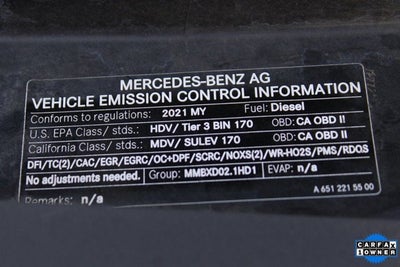 MERCEDES-BENZ AG
VEHICLE EMISSION CONTROL INFORMATION
Conforms to regulations: 2021 MY Fuel: Diesel
U.S. EPA Class/ stds.: HDV/ Tier 3 BIN 170 OBD: CA OBD II
California Class/ stds.: MDV/ SULEV 170 OBD: CA OBD II
DFI/TC(2)/CAC/EGR/EGRC/OC+DPF/SCRC/NOXS(2)/WR-HO2S/PMS/RDQS
No adjustments needed. Group: MMBXD02.1HD1 EVAP: n/a
Remarks: n/a
A 651 221 55 00
CARFAX
1 OWNER